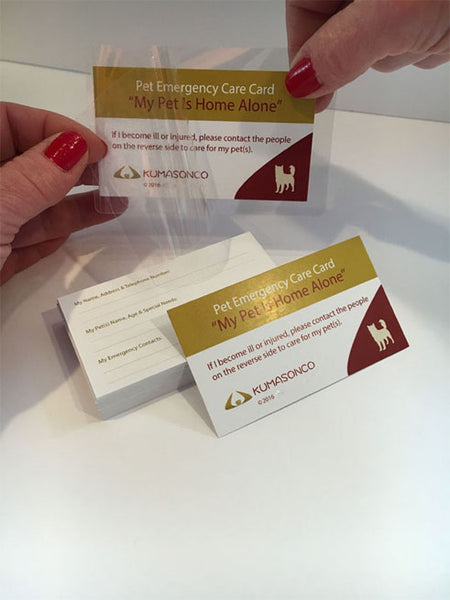 Pet Emergency Care Card
"My Pet Is Home Alone"
If I become ill or injured, please contact the people
on the reverse side to care for my pet(s).
KUMASONCO
© 2016
My Name, Address & Telephone Number:
My Pet(s) Name, Age & Special Needs:
My Emergency Contacts:
Pet Emergency Care Card
"My Pet Is Home Alone"
If I become ill or injured, please contact the people
on the reverse side to care for my pet(s).
KUMASONCO
© 2016